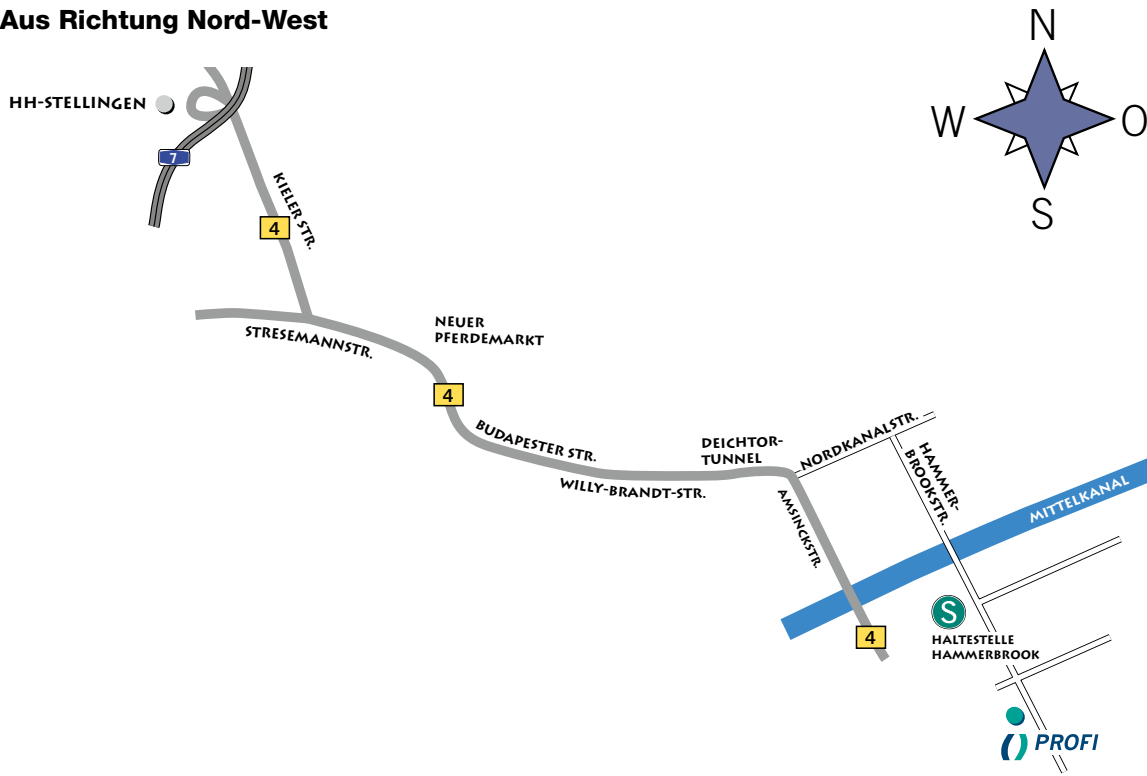 Aus Richtung Nord-West
N
W
O
S
HH-STELLINGEN
7
KIELER STR.
4
STRESEMANNSTR.
NEUER
PFERDEMARKT
4
BUDAPESTER STR.
WILLY-BRANDT-STR.
DEICHTOR-
TUNNEL
NORDKANALSTR.
HAMMER-
BROOKSTR.
AMSINCKSTR.
MITTELKANAL
4
S
HALTESTELLE
HAMMERBROOK
PROFI